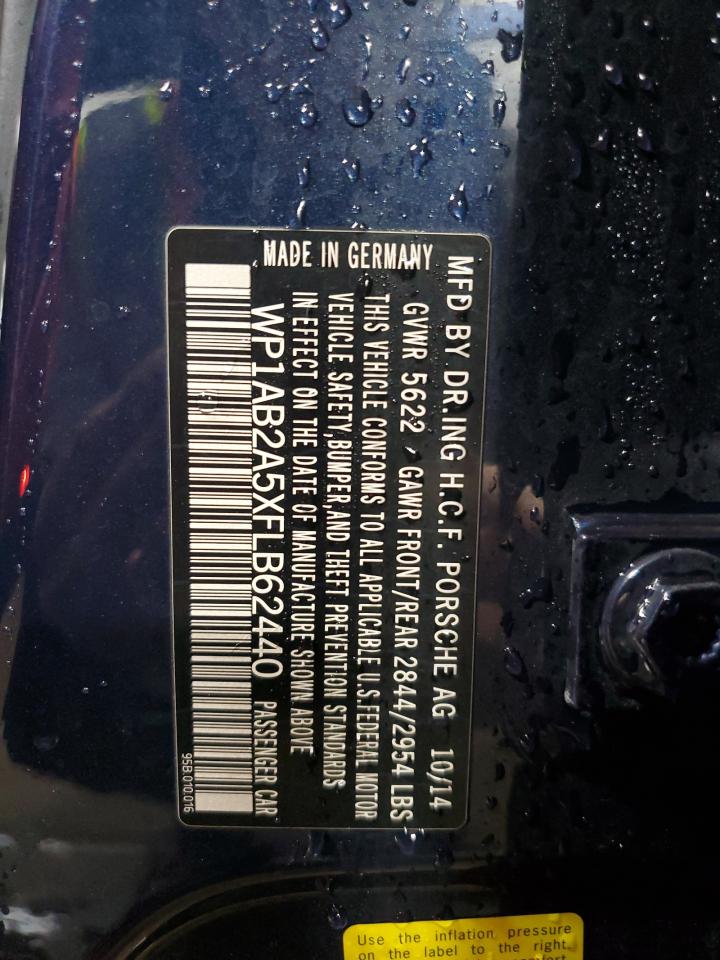 MFD BY DR.ING H.C.F. PORSCHE AG 10/14
GVWR 5622 , GAWR FRONT/REAR 2844/2954 LBS
THIS VEHICLE CONFORMS TO ALL APPLICABLE U.S.FEDERAL MOTOR
VEHICLE SAFETY,BUMPER,AND THEFT PREVENTION STANDARDS
IN EFFECT ON THE DATE OF MANUFACTURE SHOWN ABOVE
WP1AB2A5XFLB62440 PASSENGER CAR
MADE IN GERMANY
95B.010.016
Use the inflation pressure
on the label to the right.